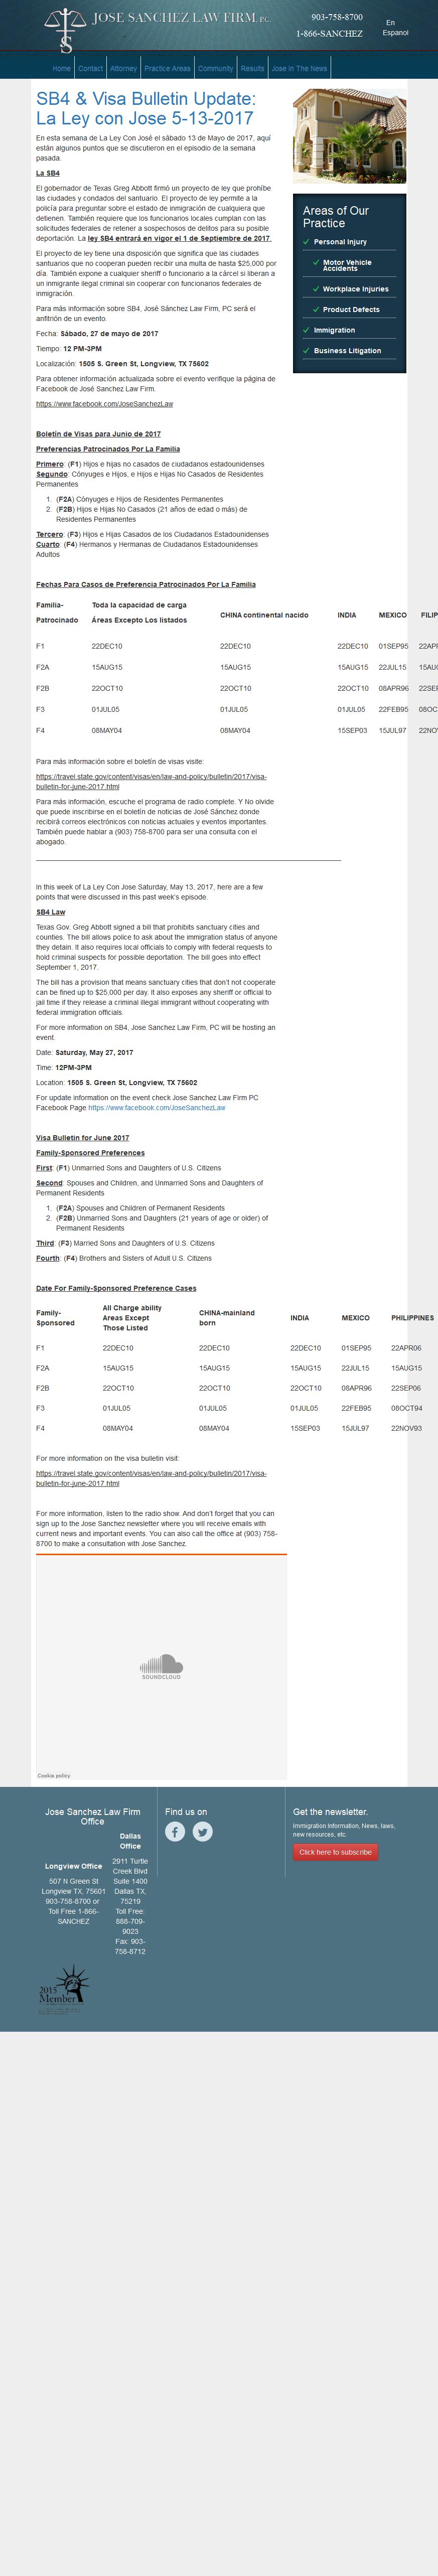 JOSE SANCHEZ LAW FIRM, P.C.
903-758-8700
1-866-SANCHEZ
En Espanol
Home
Contact
Attorney
Practice Areas
Community
Results
Jose in The News
SB4 & Visa Bulletin Update:
La Ley con Jose 5-13-2017
En esta semana de La Ley Con José el sábado 13 de Mayo de 2017, aquí
están algunos puntos que se discutieron en el episodio de la semana
pasada.
La SB4
El gobernador de Texas Greg Abbott firmó un proyecto de ley que prohíbe
las ciudades y condados del santuario. El proyecto de ley permite a la
policía para preguntar sobre el estado de inmigración de cualquiera que
detienen. También requiere que los funcionarios locales cumplan con las
solicitudes federales de retener a sospechosos de delitos para su posible
deportación. La ley SB4 entrará en vigor el 1 de Septiembre de 2017.
El proyecto de ley tiene una disposición que significa que las ciudades
santuarios que no cooperan pueden recibir una multa de hasta $25,000 por
día. También expone a cualquier sheriff o funcionario a la cárcel si liberan a
un inmigrante ilegal criminal sin cooperar con funcionarios federales de
inmigración.
Para más información sobre SB4, José Sánchez Law Firm, PC será el
anfitrión de un evento.
Fecha: Sábado, 27 de mayo de 2017
Tiempo: 12 PM-3PM
Localización: 1505 S. Green St, Longview, TX 75602
Para obtener información actualizada sobre el evento verifique la página de
Facebook de José Sanchez Law Firm.
https://www.facebook.com/JoseSanchezLaw
Boletín de Visas para Junio de 2017
Preferencias Patrocinados Por La Familia
Primero: (F1) Hijos e hijas no casados de ciudadanos estadounidenses
Segundo: Cónyuges e Hijos, e Hijos e Hijas No Casados de Residentes
Permanentes
1. (F2A) Cónyuges e Hijos de Residentes Permanentes
2. (F2B) Hijos e Hijas No Casados (21 años de edad o más) de
Residentes Permanentes
Tercero: (F3) Hijos e Hijas Casados de los Ciudadanos Estadounidenses
Cuarto: (F4) Hermanos y Hermanas de Ciudadanos Estadounidenses
Adultos
Fechas Para Casos de Preferencia Patrocinados Por La Familia
Familia-
Patrocinado
Toda la capacidad de carga
Áreas Excepto Los listados
CHINA continental nacido
INDIA
MEXICO
FILIP
F1 22DEC10 22DEC10 22DEC10 01SEP95 22APR
F2A 15AUG15 15AUG15 15AUG15 22JUL15 15AUG
F2B 22OCT10 22OCT10 22OCT10 08APR96 22SEP
F3 01JUL05 01JUL05 01JUL05 22FEB95 08OC
F4 08MAY04 08MAY04 15SEP03 15JUL97 22NOV
Para más información sobre el boletín de visas visite:
https://travel.state.gov/content/visas/en/law-and-policy/bulletin/2017/visa-
bulletin-for-june-2017.html
Para más información, escuche el programa de radio complete. Y No olvide
que puede inscribirse en el boletín de noticias de José Sánchez donde
recibirá correos electrónicos con noticias actuales y eventos importantes.
También puede hablar a (903) 758-8700 para ser una consulta con el
abogado.
In this week of La Ley Con Jose Saturday, May 13, 2017, here are a few
points that were discussed in this past week's episode.
SB4 Law
Texas Gov. Greg Abbott signed a bill that prohibits sanctuary cities and
counties. The bill allows police to ask about the immigration status of anyone
they detain. It also requires local officials to comply with federal requests to
hold criminal suspects for possible deportation. The bill goes into effect
September 1, 2017.
The bill has a provision that means sanctuary cities that don't not cooperate
can be fined up to $25,000 per day. It also exposes any sheriff or official to
jail time if they release a criminal illegal immigrant without cooperating with
federal immigration officials.
For more information on SB4, Jose Sanchez Law Firm, PC will be hosting an
event.
Date: Saturday, May 27, 2017
Time: 12PM-3PM
Location: 1505 S. Green St, Longview, TX 75602
For update information on the event check Jose Sanchez Law Firm PC
Facebook Page https://www.facebook.com/JoseSanchezLaw
Visa Bulletin for June 2017
Family-Sponsored Preferences
First: (F1) Unmarried Sons and Daughters of U.S. Citizens
Second: Spouses and Children, and Unmarried Sons and Daughters of
Permanent Residents
1. (F2A) Spouses and Children of Permanent Residents
2. (F2B) Unmarried Sons and Daughters (21 years of age or older) of
Permanent Residents
Third: (F3) Married Sons and Daughters of U.S. Citizens
Fourth: (F4) Brothers and Sisters of Adult U.S. Citizens
Date For Family-Sponsored Preference Cases
Family-
Sponsored
All Charge ability
Areas Except
Those Listed
CHINA-mainland
born
INDIA
MEXICO
PHILIPPINES
F1 22DEC10 22DEC10 22DEC10 01SEP95 22APR06
F2A 15AUG15 15AUG15 15AUG15 22JUL15 15AUG15
F2B 22OCT10 22OCT10 22OCT10 08APR96 22SEP06
F3 01JUL05 01JUL05 01JUL05 22FEB95 08OCT94
F4 08MAY04 08MAY04 15SEP03 15JUL97 22NOV93
For more information on the visa bulletin visit:
https://travel.state.gov/content/visas/en/law-and-policy/bulletin/2017/visa-
bulletin-for-june-2017.html
For more information, listen to the radio show. And don't forget that you can
sign up to the Jose Sanchez newsletter where you will receive emails with
current news and important events. You can also call the office at (903) 758-
8700 to make a consultation with Jose Sanchez.
SOUNDCLOUD
Cookie policy
Areas of Our
Practice
Personal Injury
Motor Vehicle
Accidents
Workplace Injuries
Product Defects
Immigration
Business Litigation
Jose Sanchez Law Firm
Office
Longview Office
507 N Green St
Longview TX, 75601
903-758-8700 or
Toll Free 1-866-
SANCHEZ
Dallas
Office
2911 Turtle
Creek Blvd
Suite 1400
Dallas TX,
75219
Toll Free:
888-709-
9023
Fax: 903-
758-8712
2015
Member
Find us on
Get the newsletter.
Immigration Information, News, laws,
new resources, etc.
Click here to subscribe